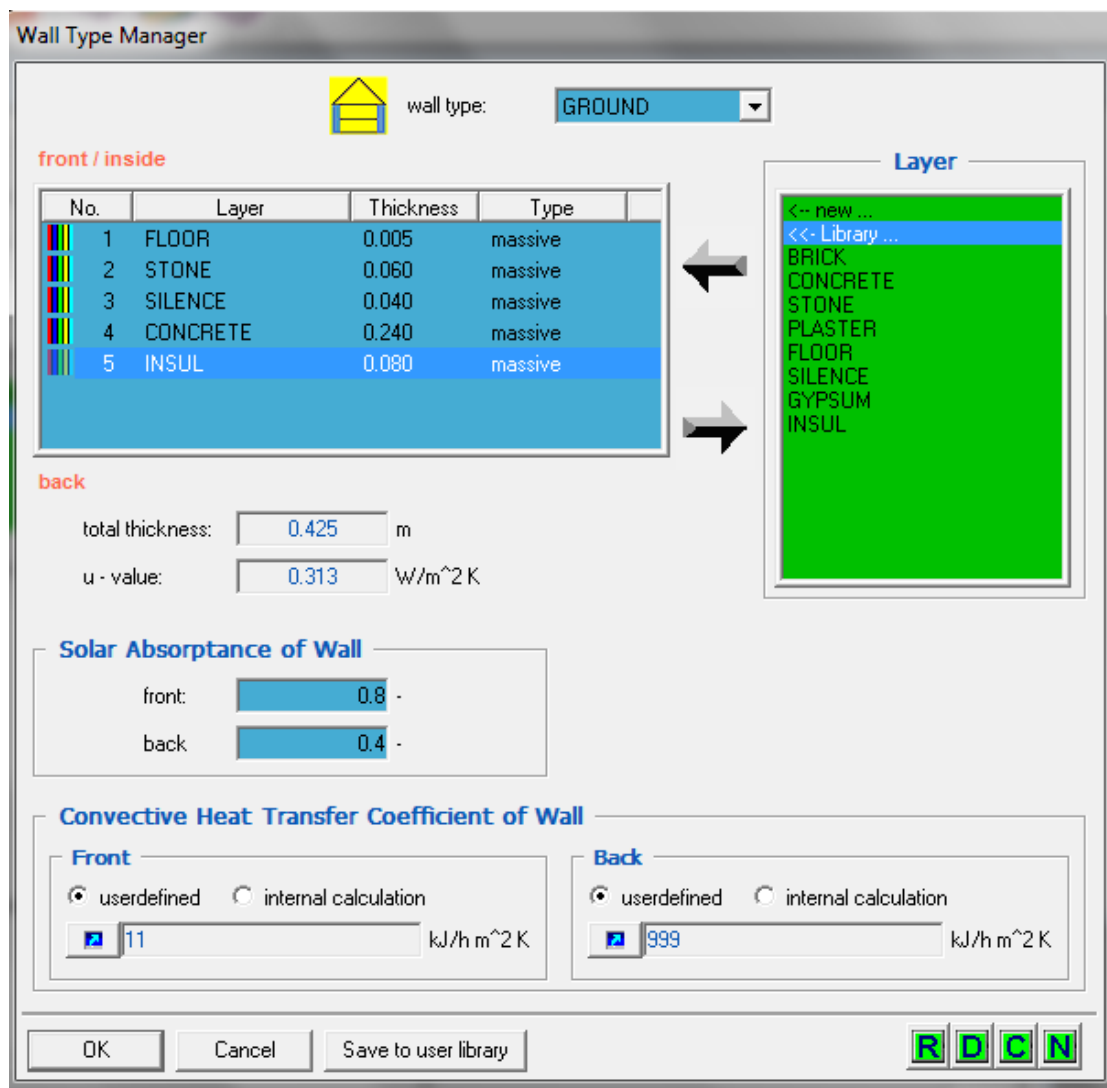 Wall Type Manager
wall type: GROUND
front / inside
No. Layer Thickness Type
1 FLOOR 0.005 massive
2 STONE 0.060 massive
3 SILENCE 0.040 massive
4 CONCRETE 0.240 massive
5 INSUL 0.080 massive
back
total thickness: 0.425 m
u - value: 0.313 W/m^2 K
Layer
<-- new ...
<<- Library ...
BRICK
CONCRETE
STONE
PLASTER
FLOOR
SILENCE
GYPSUM
INSUL
Solar Absorptance of Wall
front: 0.8 -
back 0.4 -
Convective Heat Transfer Coefficient of Wall
Front
userdefined internal calculation
11 kJ/h m^2 K
Back
userdefined internal calculation
999 kJ/h m^2 K
OK Cancel Save to user library R D C N